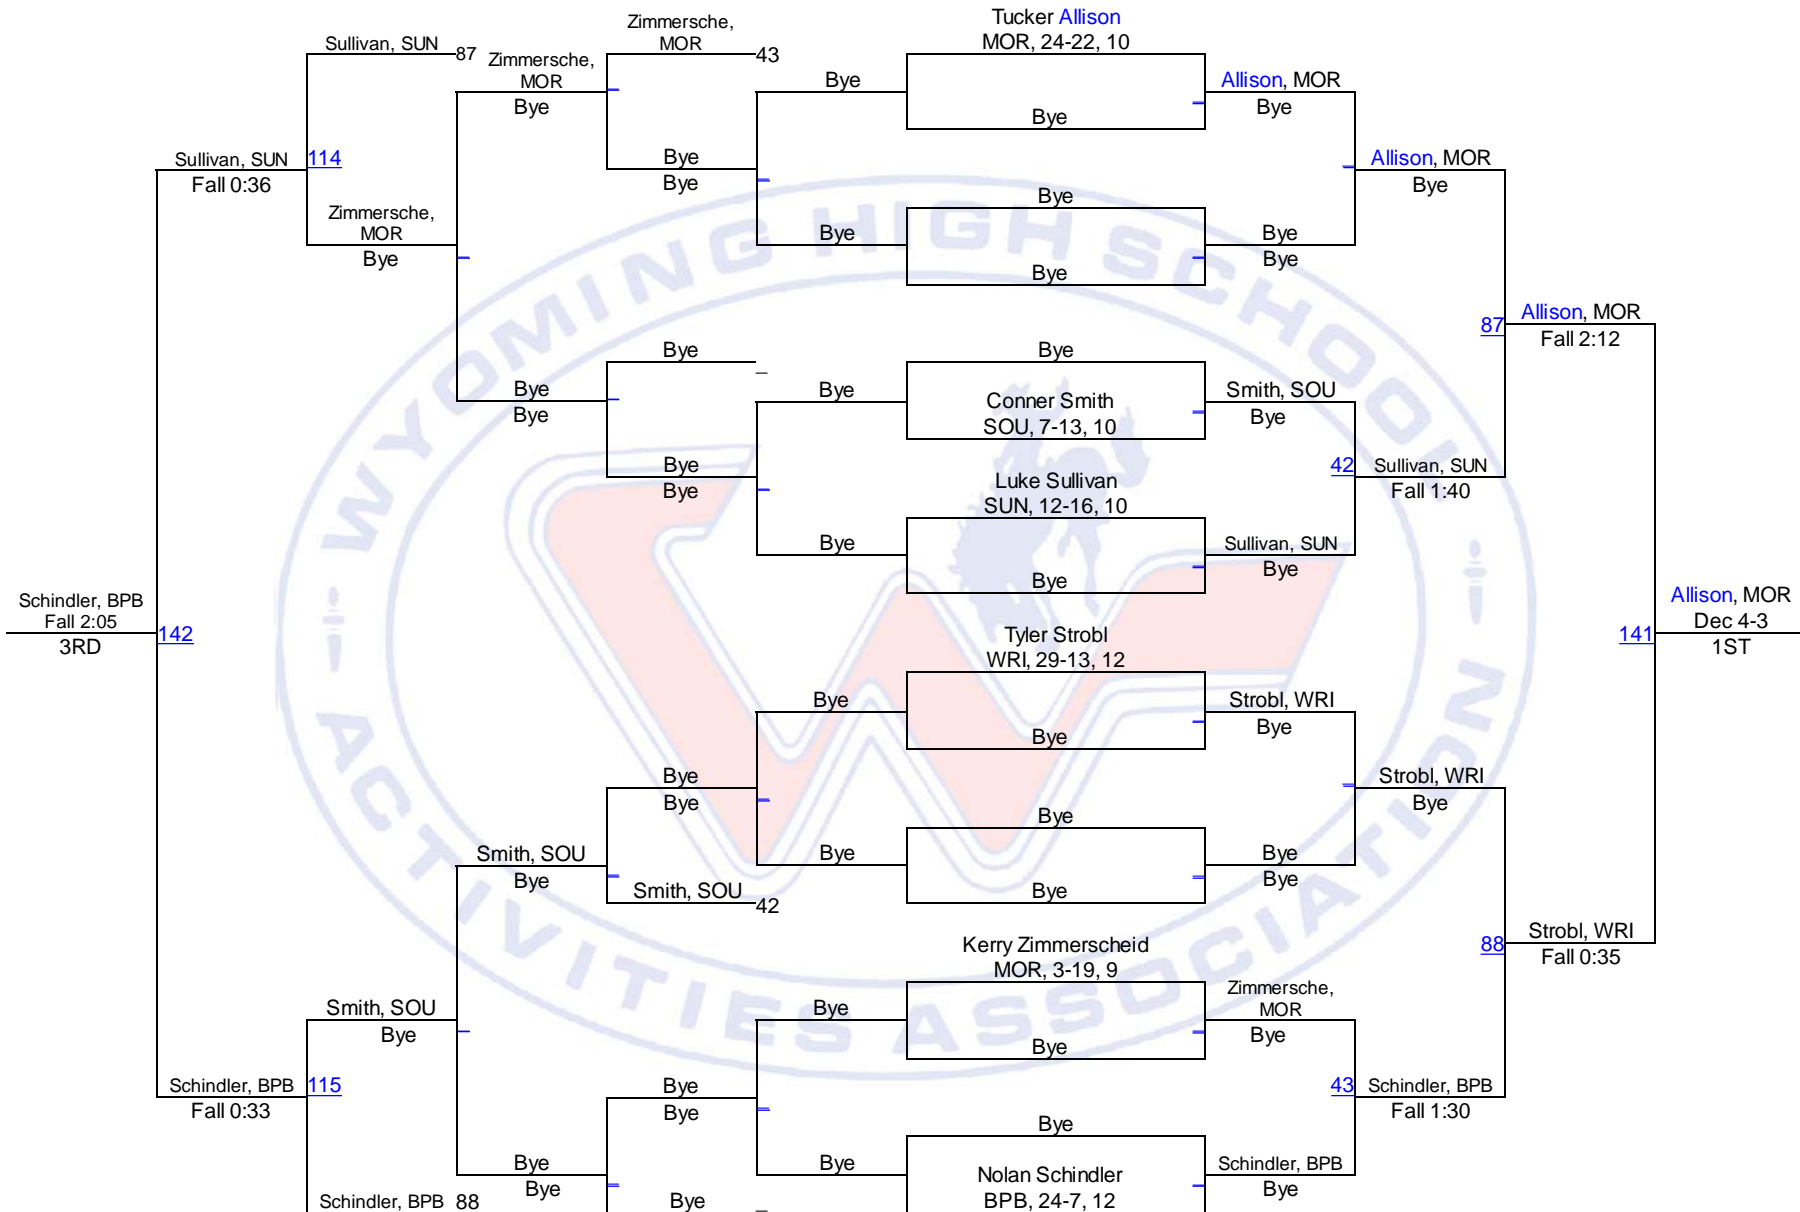 Tucker Allison
MOR, 24-22, 10
Bye
Bye
Bye
Bye
Conner Smith
SOU, 7-13, 10
Luke Sullivan
SUN, 12-16, 10
Bye
Tyler Strobl
WRI, 29-13, 12
Bye
Bye
Bye
Kerry Zimmerscheid
MOR, 3-19, 9
Bye
Bye
Nolan Schindler
BPB, 24-7, 12
Allison, MOR
Bye
Bye
Bye
Smith, SOU
Bye
Sullivan, SUN
Bye
Strobl, WRI
Bye
Bye
Bye
Zimmersche,
MOR
Bye
Schindler, BPB
Bye
Allison, MOR
Bye
42
Sullivan, SUN
Fall 1:40
Strobl, WRI
Bye
43
Schindler, BPB
Fall 1:30
87
Allison, MOR
Fall 2:12
88
Strobl, WRI
Fall 0:35
141
Allison, MOR
Dec 4-3
1ST
Bye
Bye
Bye
Bye
Bye
Bye
Bye
Bye
Zimmersche,
MOR
43
Bye
Bye
Bye
Bye
Bye
Bye
Bye
Smith, SOU
42
Bye
Bye
Bye
Zimmersche,
MOR
Bye
Bye
Bye
Smith, SOU
Bye
Bye
Bye
Sullivan, SUN
87
Zimmersche,
MOR
Bye
Smith, SOU
Bye
Schindler, BPB
88
114
Sullivan, SUN
Fall 0:36
115
Schindler, BPB
Fall 0:33
142
Schindler, BPB
Fall 2:05
3RD
WYOMING HIGH SCHOOL
ACTIVITIES ASSOCIATION